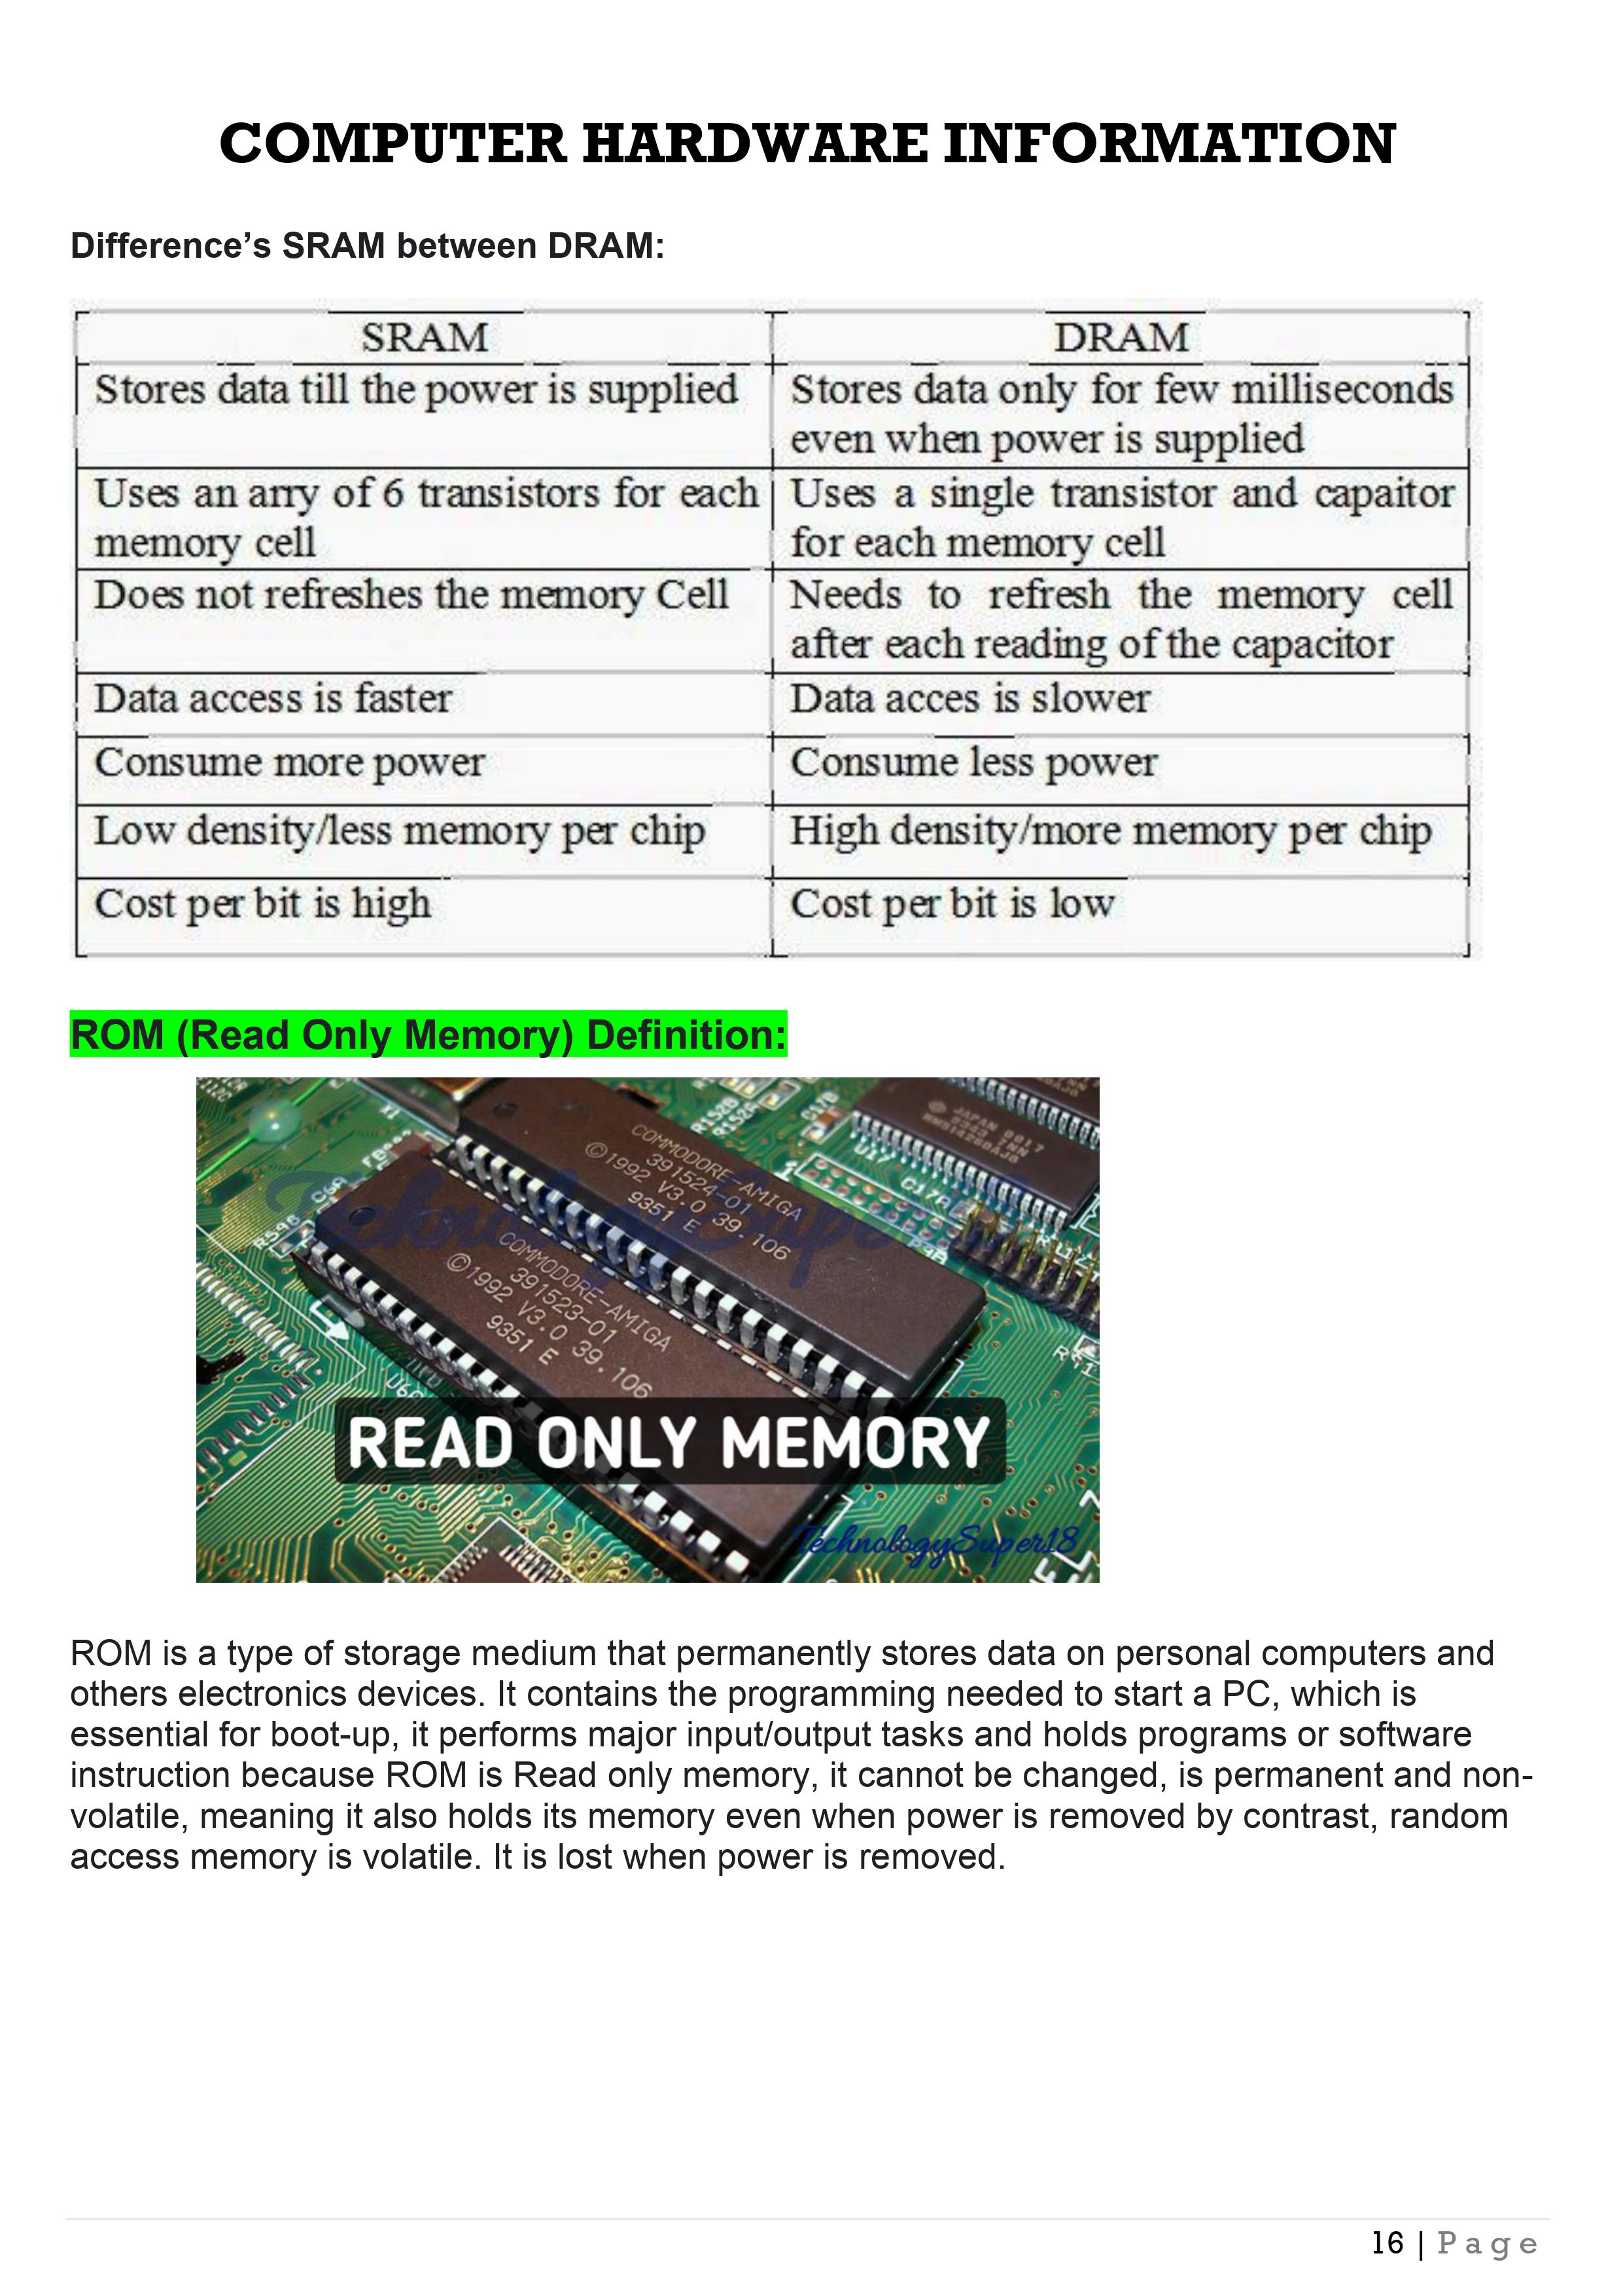 COMPUTER HARDWARE INFORMATION
Difference’s SRAM between DRAM:
SRAM DRAM
Stores data till the power is supplied Stores data only for few milliseconds
even when power is supplied
Uses an arry of 6 transistors for each Uses a single transistor and capaitor
memory cell for each memory cell
Does not refreshes the memory Cell Needs to refresh the memory cell
after each reading of the capacitor
Data access is faster Data acces is slower
Consume more power Consume less power
Low density/less memory per chip High density/more memory per chip
Cost per bit is high Cost per bit is low
ROM (Read Only Memory) Definition:
R152B
R152A
C17B
JAPAN 9817
U17
C17A
COMMODORE-AMIGA
391524-01
©1992 V3.0 39.106
9351 E
COMMODORE-AMIGA
391523-01
©1992 V3.0 39.106
9351 E
READ ONLY MEMORY
TechnologySuper18
ROM is a type of storage medium that permanently stores data on personal computers and
others electronics devices. It contains the programming needed to start a PC, which is
essential for boot-up, it performs major input/output tasks and holds programs or software
instruction because ROM is Read only memory, it cannot be changed, is permanent and non-
volatile, meaning it also holds its memory even when power is removed by contrast, random
access memory is volatile. It is lost when power is removed.
16 | Page